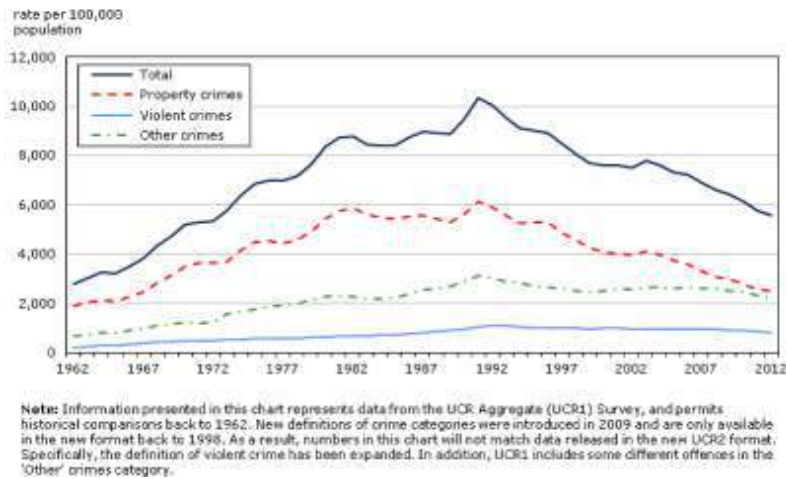 rate per 100,000
population
12,000
10,000
8,000
6,000
4,000
2,000
0
Total
Property crimes
Violent crimes
Other crimes
1962 1967 1972 1977 1982 1987 1992 1997 2002 2007 2012
Note: Information presented in this chart represents data from the UCR Aggregate (UCR1) Survey, and permits
historical comparisons back to 1962. New definitions of crime categories were introduced in 2009 and are only available
in the new format back to 1998. As a result, numbers in this chart will not match data released in the new UCR2 format.
Specifically, the definition of violent crime has been expanded. In addition, UCR1 includes some different offences in the
'Other' crimes category.